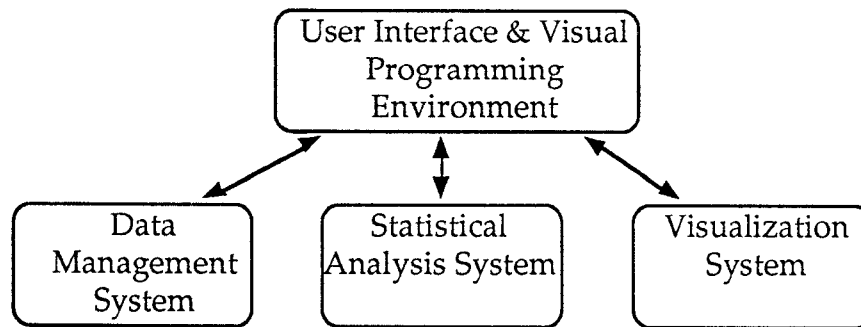 User Interface & Visual
Programming
Environment
Data
Management
System
Statistical
Analysis System
Visualization
System